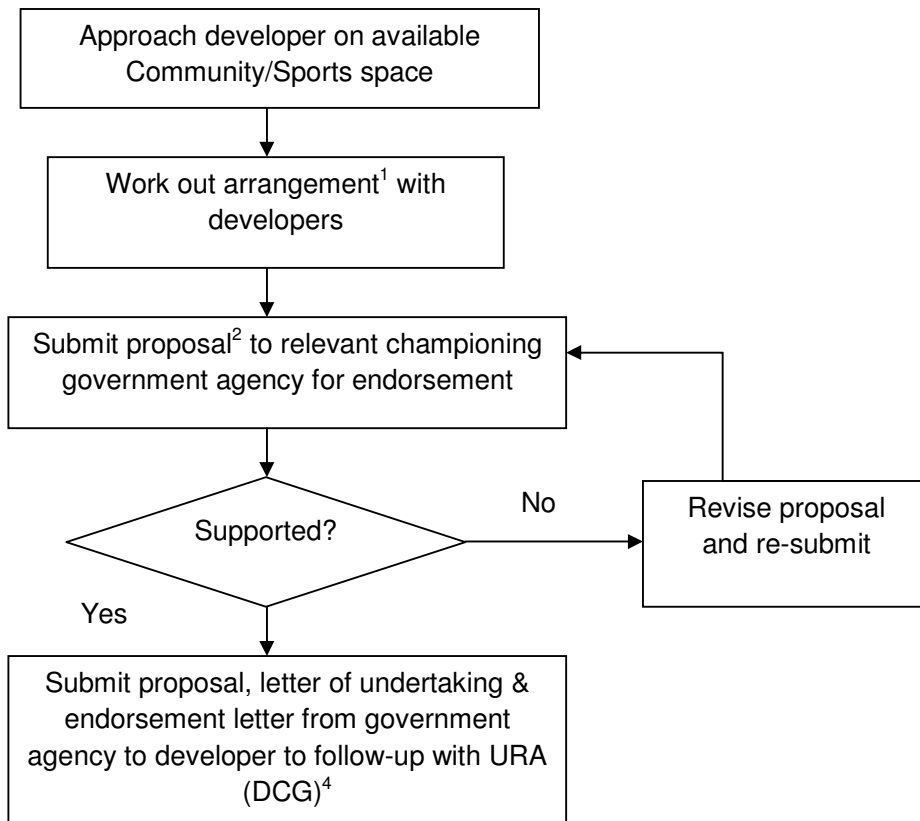 Approach developer on available
Community/Sports space
Work out arrangement¹ with
developers
Submit proposal² to relevant championing
government agency for endorsement
Supported?
No
Revise proposal
and re-submit
Yes
Submit proposal, letter of undertaking &
endorsement letter from government
agency to developer to follow-up with URA
(DCG)⁴